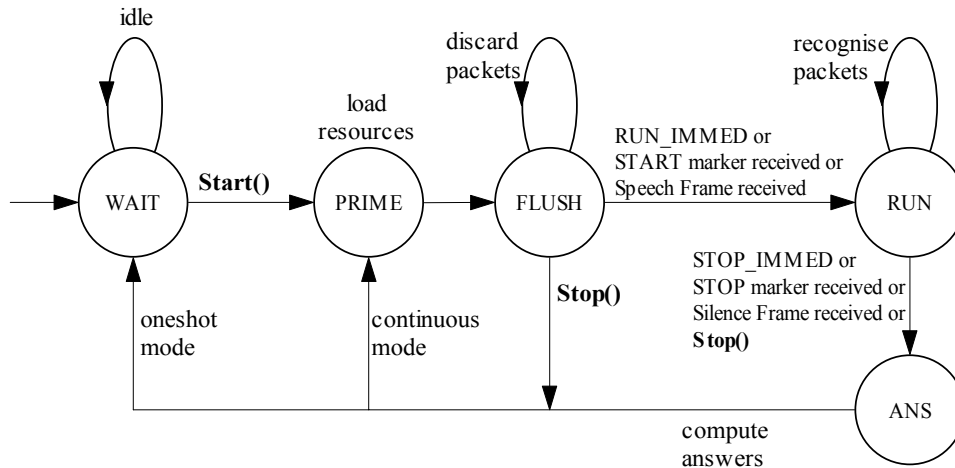 idle
discard
packets
recognise
packets
load
resources
RUN_IMMED or
START marker received or
Speech Frame received
Start()
WAIT
PRIME
FLUSH
RUN
STOP_IMMED or
STOP marker received or
Silence Frame received or
Stop()
Stop()
oneshot
mode
continuous
mode
ANS
compute
answers